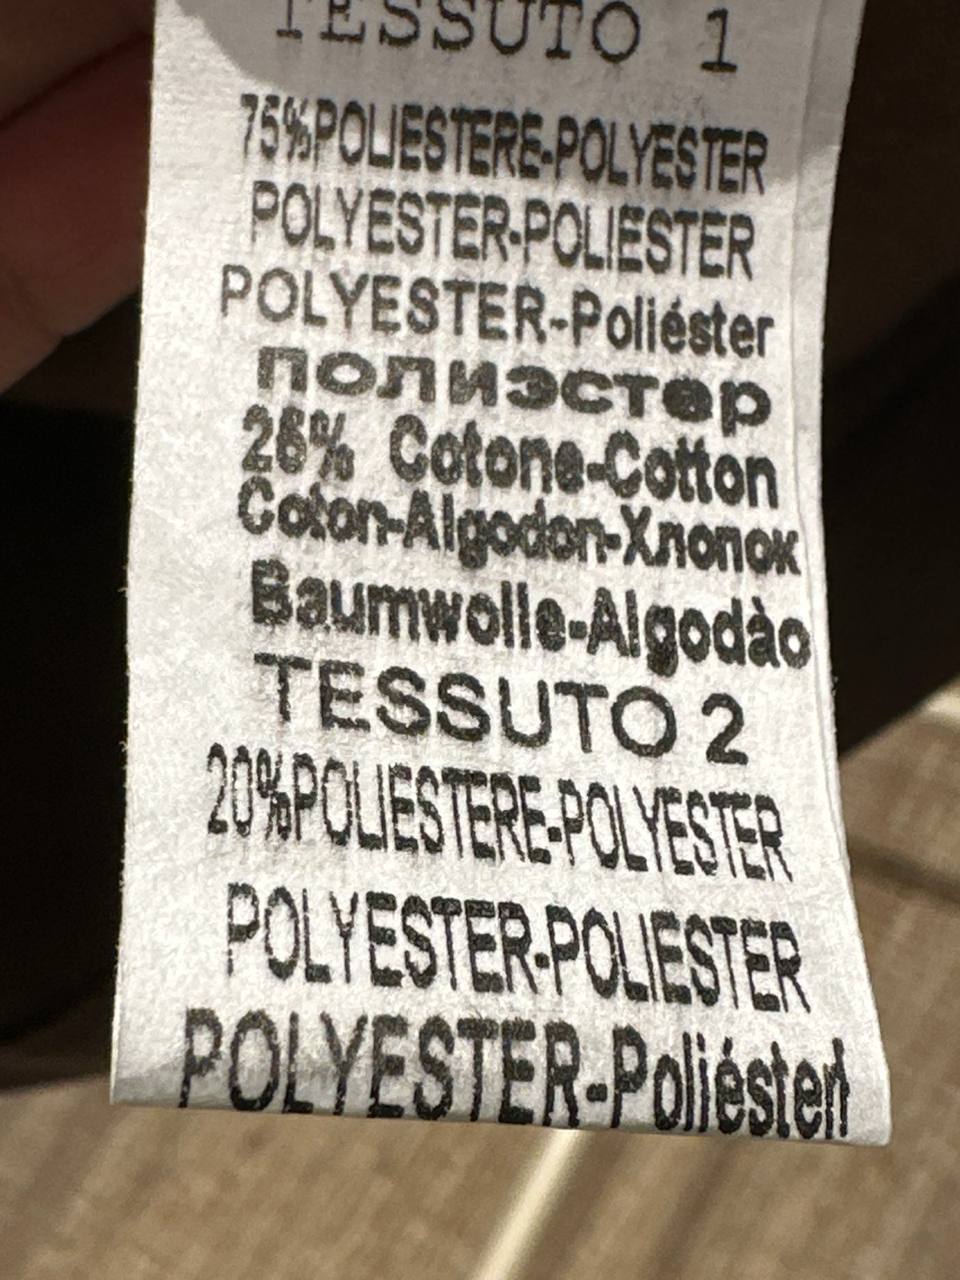 TESSUTO 1
75%POLIESTERE-POLYESTER
POLYESTER-POLIESTER
POLYESTER-Poliéster
полиэстер
25% Cotone-Cotton
Coton-Algodon-Хлопок
Baumwolle-Algodào
TESSUTO 2
20%POLIESTERE-POLYESTER
POLYESTER-POLIESTER
POLYESTER-Poliéster